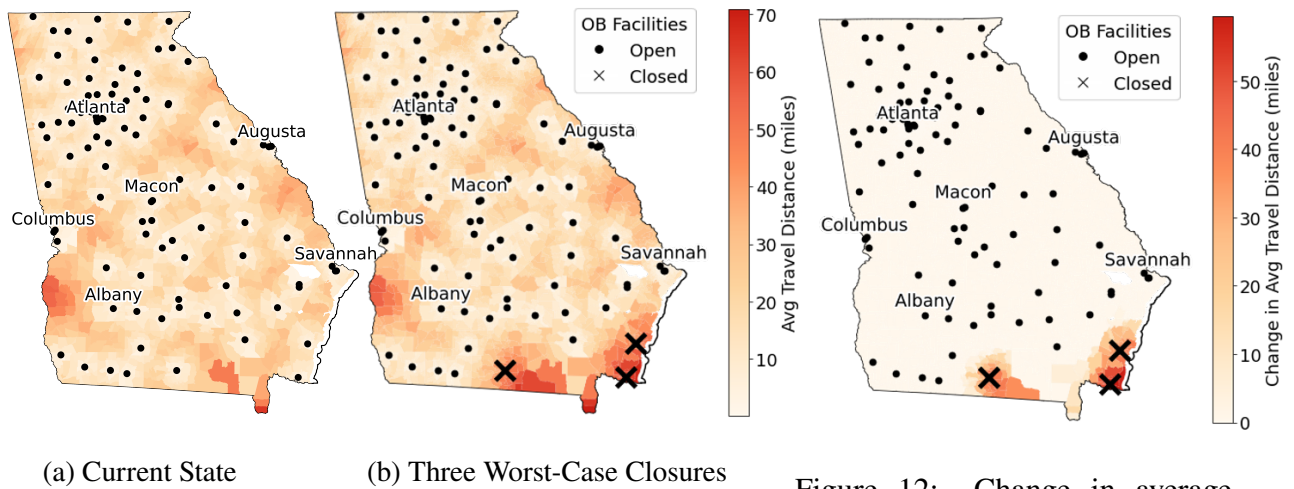 Atlanta
Augusta
Macon
Columbus
Savannah
Albany
(a) Current State
OB Facilities
Open
Closed
Atlanta
Augusta
Macon
Columbus
Savannah
Albany
(b) Three Worst-Case Closures
70
60
50
40
30
20
10
Avg Travel Distance (miles)
OB Facilities
Open
Closed
Atlanta
Augusta
Macon
Columbus
Savannah
Albany
50
40
30
20
10
0
Change in Avg Travel Distance (miles)
Figure 12: Change in average